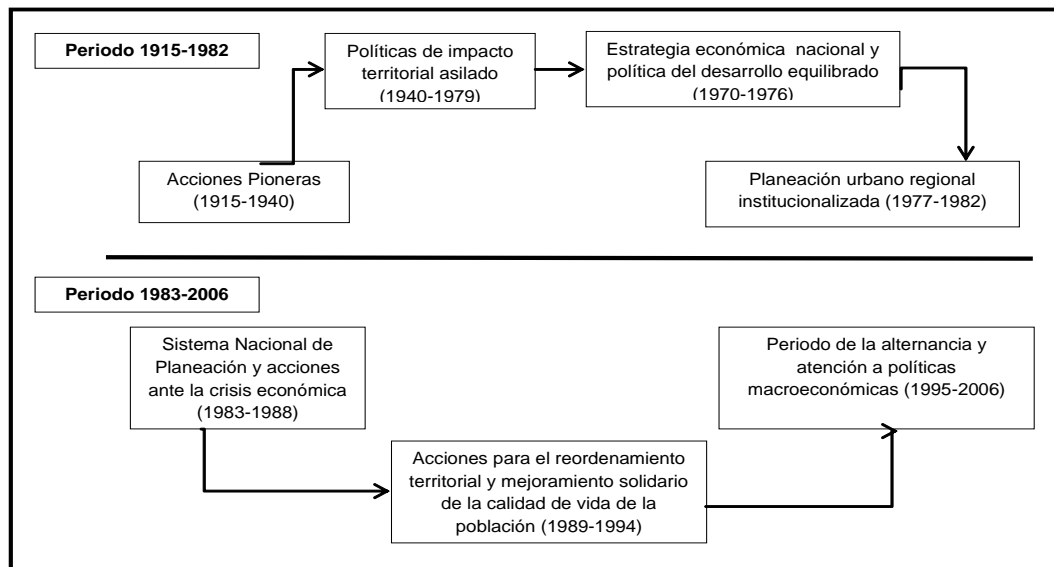 Periodo 1915-1982
Políticas de impacto
territorial asilado
(1940-1979)
Estrategia económica nacional y
política del desarrollo equilibrado
(1970-1976)
Acciones Pioneras
(1915-1940)
Planeación urbano regional
institucionalizada (1977-1982)
Periodo 1983-2006
Sistema Nacional de
Planeación y acciones
ante la crisis económica
(1983-1988)
Periodo de la alternancia y
atención a políticas
macroeconómicas (1995-2006)
Acciones para el reordenamiento
territorial y mejoramiento solidario
de la calidad de vida de la
población (1989-1994)